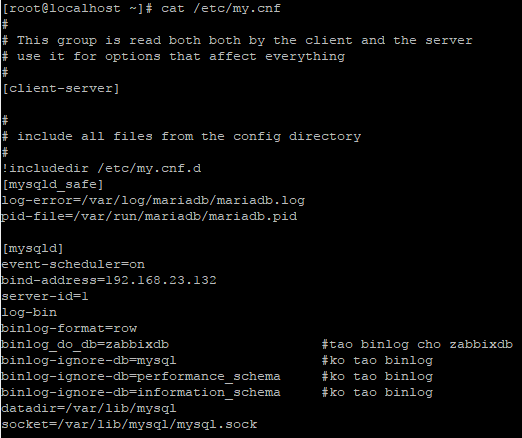 [root@localhost ~]# cat /etc/my.cnf
#
# This group is read both both by the client and the server
# use it for options that affect everything
#
[client-server]
#
# include all files from the config directory
#
!includedir /etc/my.cnf.d
[mysqld_safe]
log-error=/var/log/mariadb/mariadb.log
pid-file=/var/run/mariadb/mariadb.pid
[mysqld]
event-scheduler=on
bind-address=192.168.23.132
server-id=1
log-bin
binlog-format=row
binlog_do_db=zabbixdb #tao binlog cho zabbixdb
binlog-ignore-db=mysql #ko tao binlog
binlog-ignore-db=performance_schema #ko tao binlog
binlog-ignore-db=information_schema #ko tao binlog
datadir=/var/lib/mysql
socket=/var/lib/mysql/mysql.sock